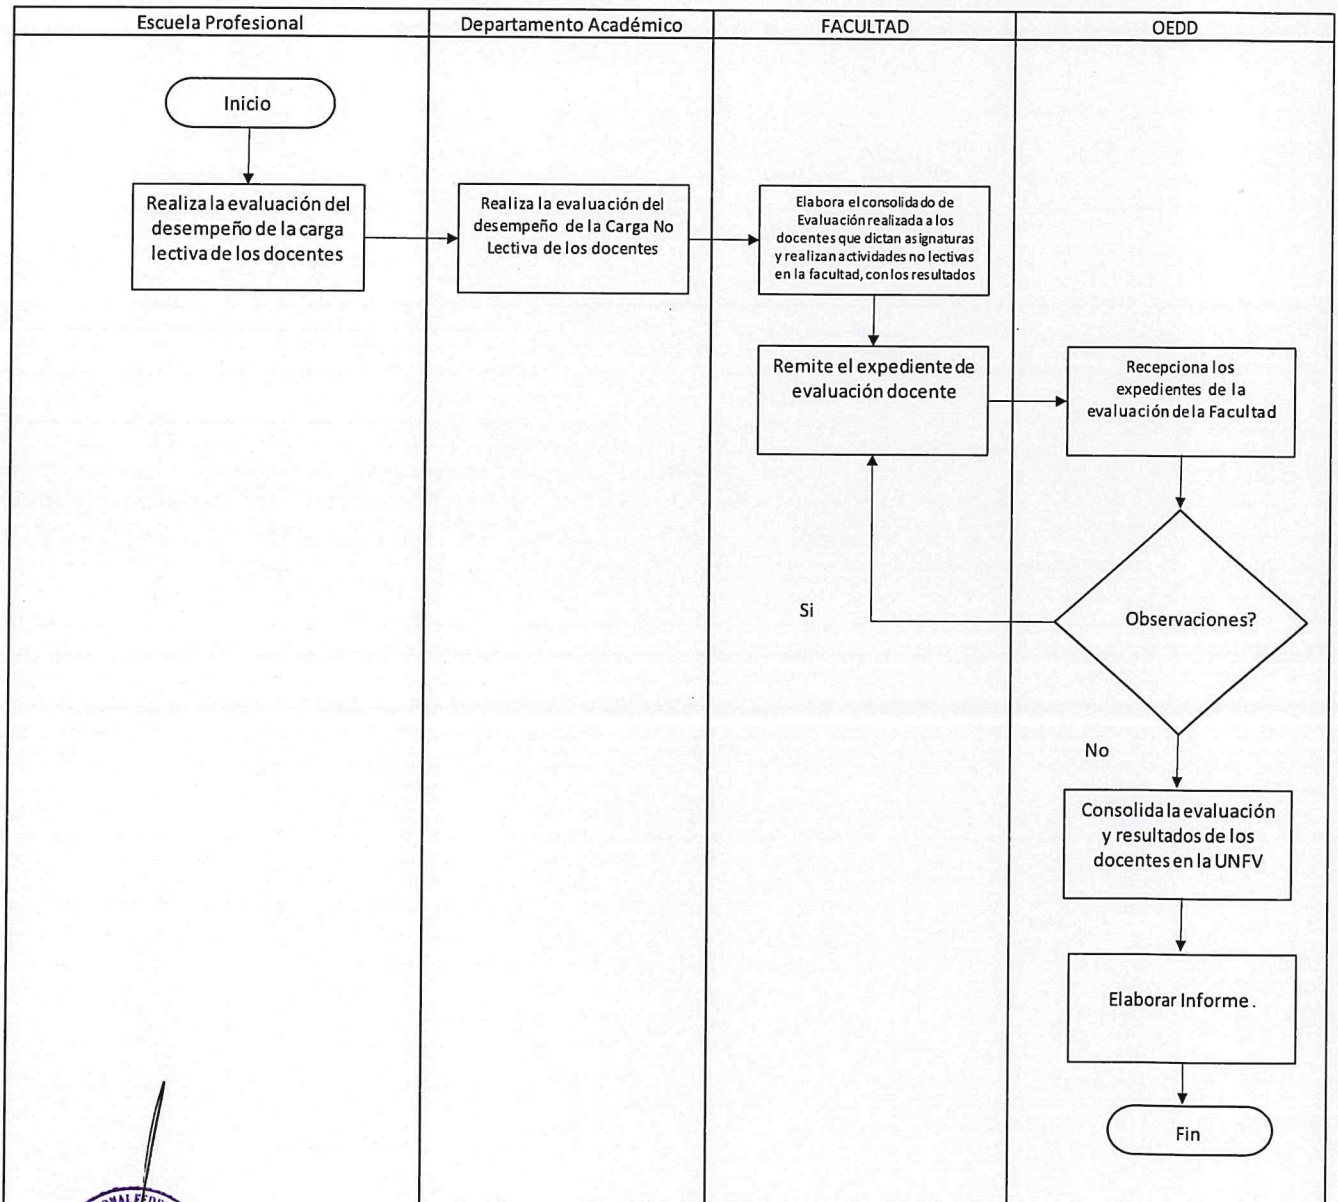 Escuela Profesional
Departamento Académico
FACULTAD
OEDD
Inicio
Realiza la evaluación del
desempeño de la carga
lectiva de los docentes
Realiza la evaluación del
desempeño de la Carga No
Lectiva de los docentes
Elabora el consolidado de
Evaluación realizada a los
docentes que dictan asignaturas
y realizan actividades no lectivas
en la facultad, con los resultados
Remite el expediente de
evaluación docente
Recepciona los
expedientes de la
evaluación de la Facultad
Observaciones?
Si
No
Consolida la evaluación
y resultados de los
docentes en la UNFV
Elaborar Informe.
Fin